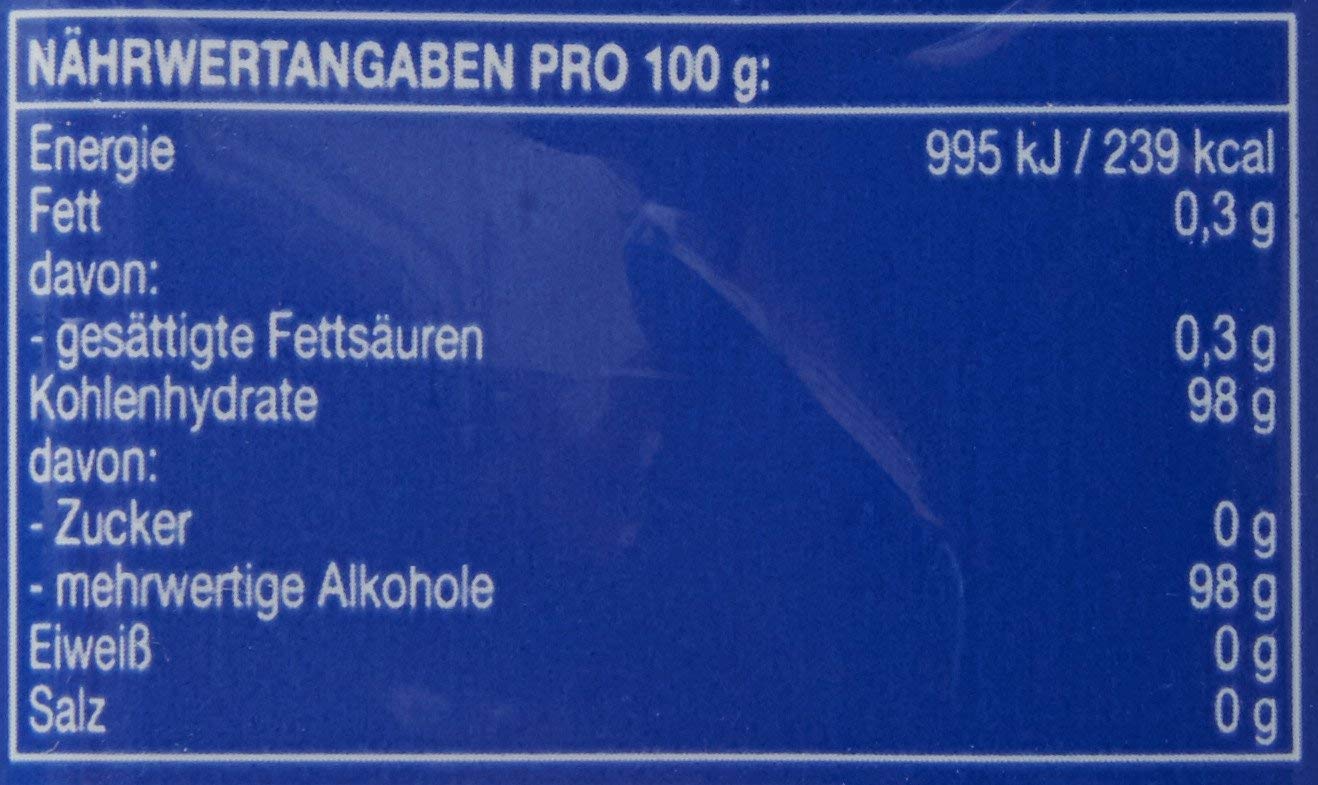 NÄHRWERTANGABEN PRO 100 g:
Energie 995 kJ / 239 kcal
Fett 0,3 g
davon:
- gesättigte Fettsäuren 0,3 g
Kohlenhydrate 98 g
davon:
- Zucker 0 g
- mehrwertige Alkohole 98 g
Eiweiß 0 g
Salz 0 g